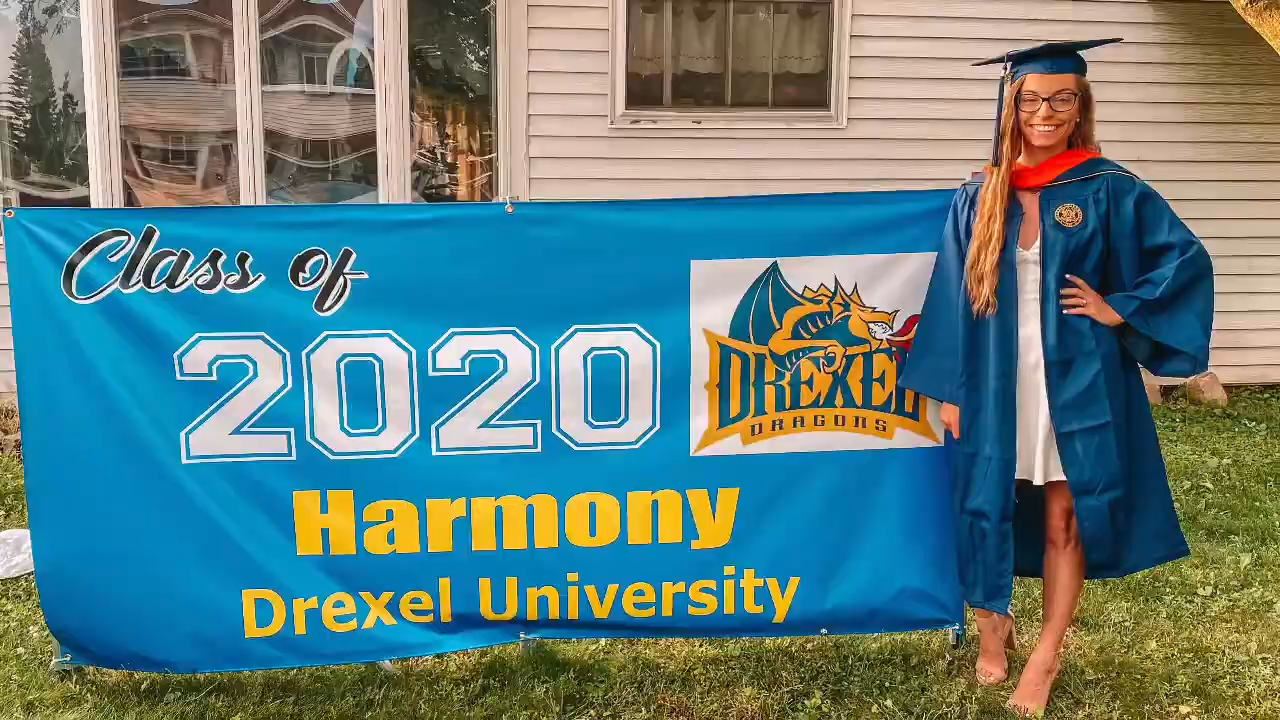 Class of
2020
DREXEL
DRAGONS
Harmony
Drexel University